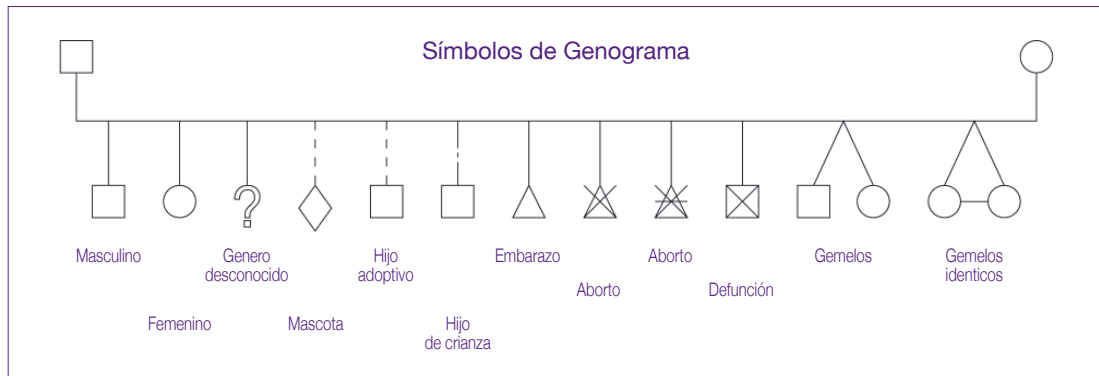 Símbolos de Genograma
?
Masculino
Genero
desconocido
Hijo
adoptivo
Embarazo
Aborto
Gemelos
Gemelos
identicos
Aborto
Defunción
Femenino
Mascota
Hijo
de crianza